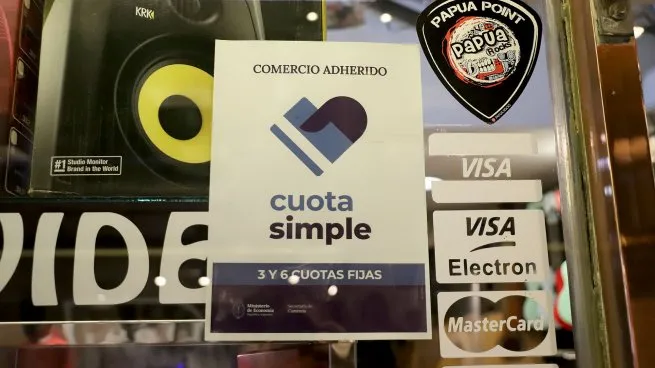 KRK
#1 Studio Monitor
Brand in the World
COMERCIO ADHERIDO
cuota
simple
3 Y 6 CUOTAS FIJAS
Ministerio
de Economía
Secretaría de
Comercio
PAPUA POINT
PAPUA
Rocks
VISA
VISA
Electron
MasterCard
VIDE